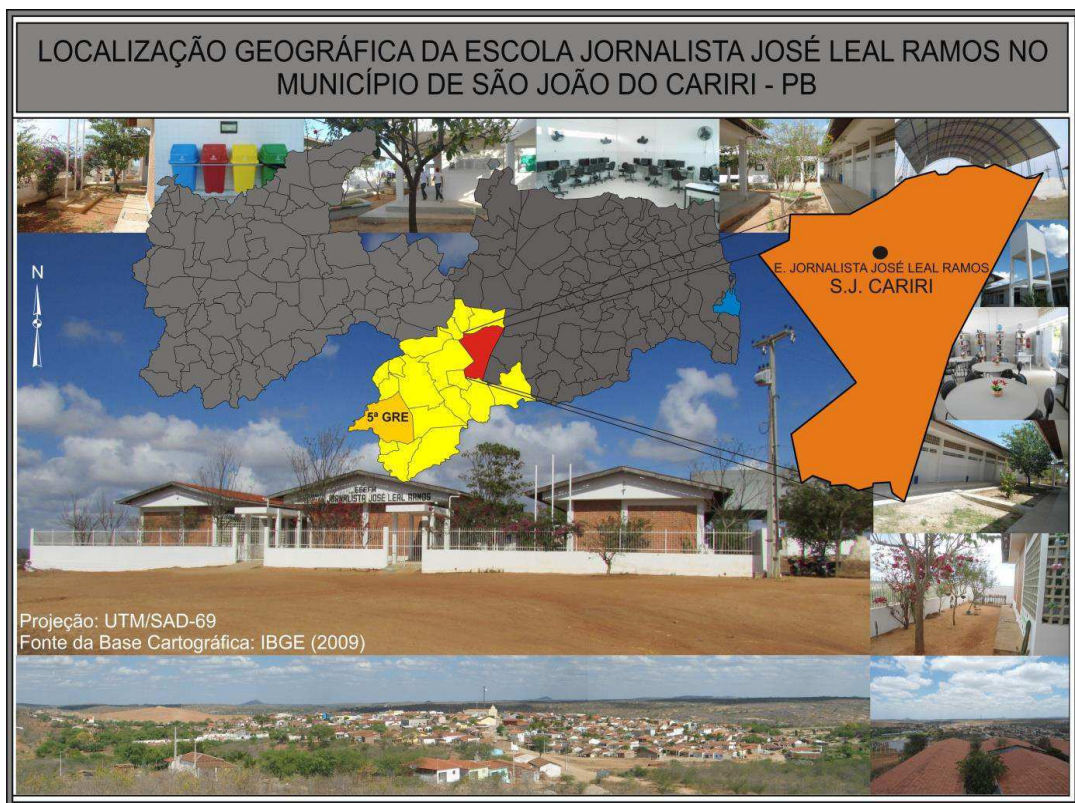 LOCALIZAÇÃO GEOGRÁFICA DA ESCOLA JORNALISTA JOSÉ LEAL RAMOS NO
MUNICÍPIO DE SÃO JOÃO DO CARIRI - PB
N
E. JORNALISTA JOSÉ LEAL RAMOS
S.J. CARIRI
5ª GRE
EEEFM
JORNALISTA JOSÉ LEAL RAMOS
Projeção: UTM/SAD-69
Fonte da Base Cartográfica: IBGE (2009)